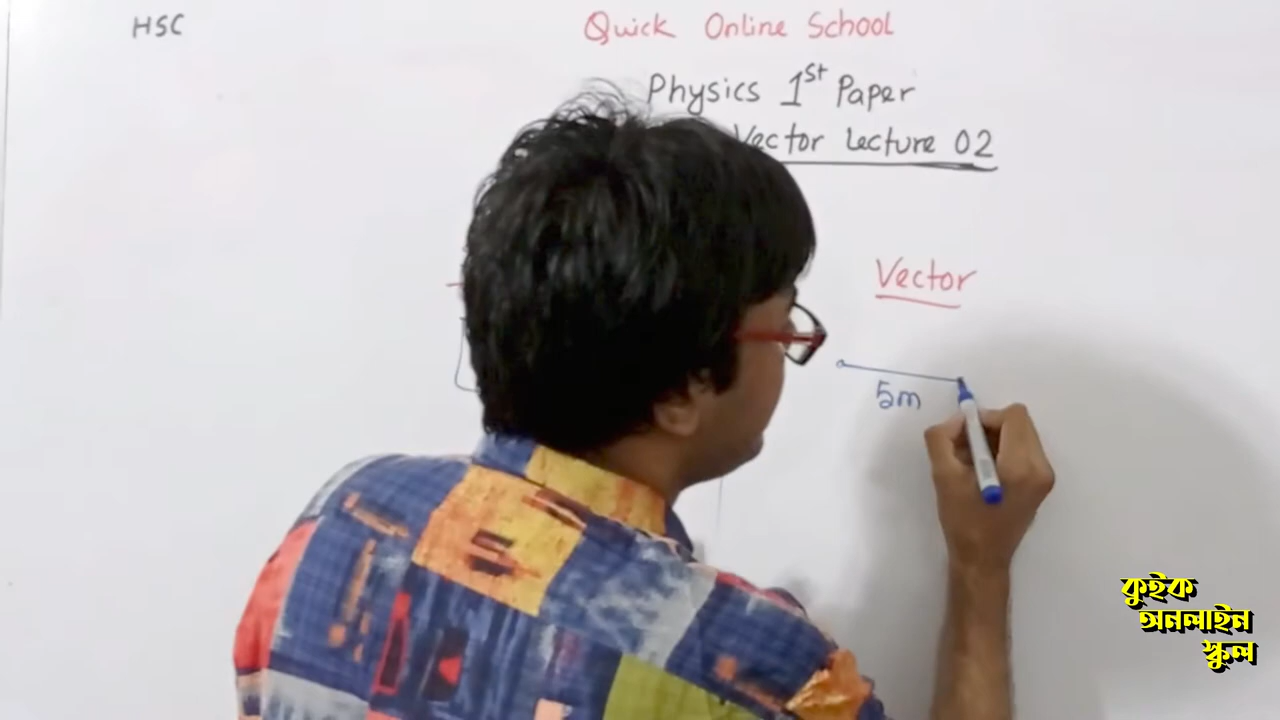 HSC
Quick Online School
Physics 1st Paper
Vector Lecture 02
Vector
5m
কুইক
অনলাইন
স্কুল